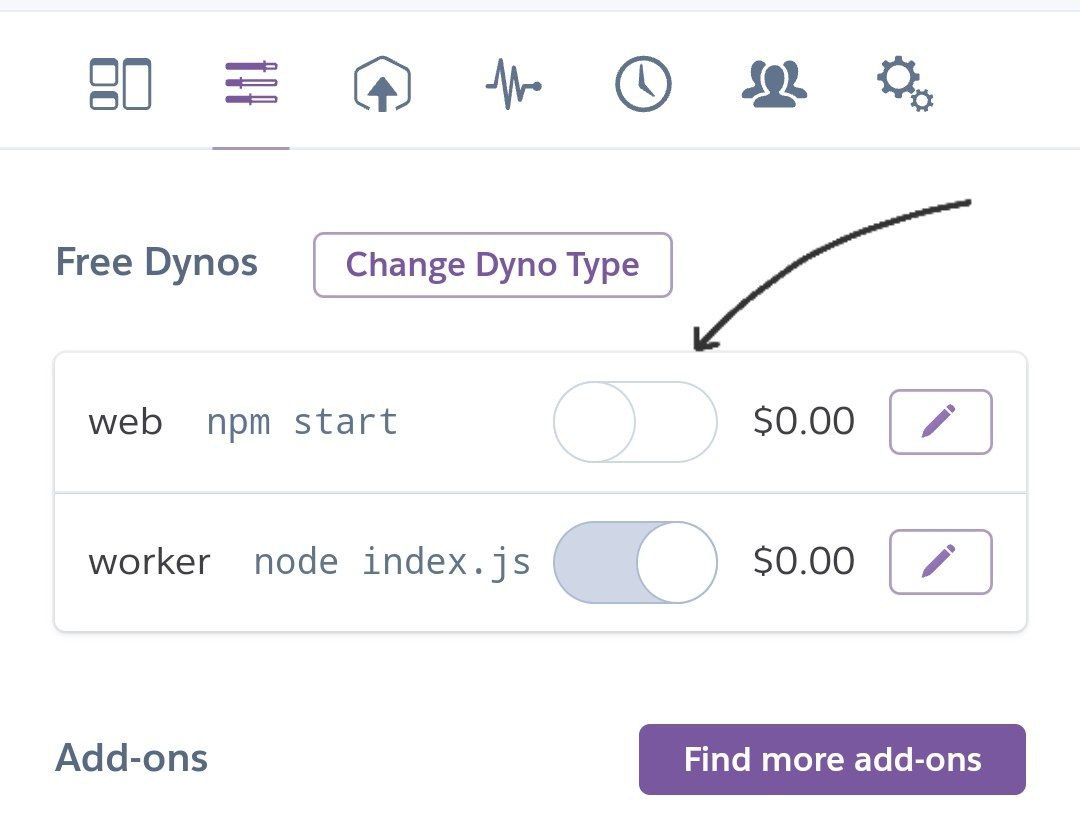 Free Dynos Change Dyno Type
web npm start $0.00
worker node index.js $0.00
Add-ons Find more add-ons